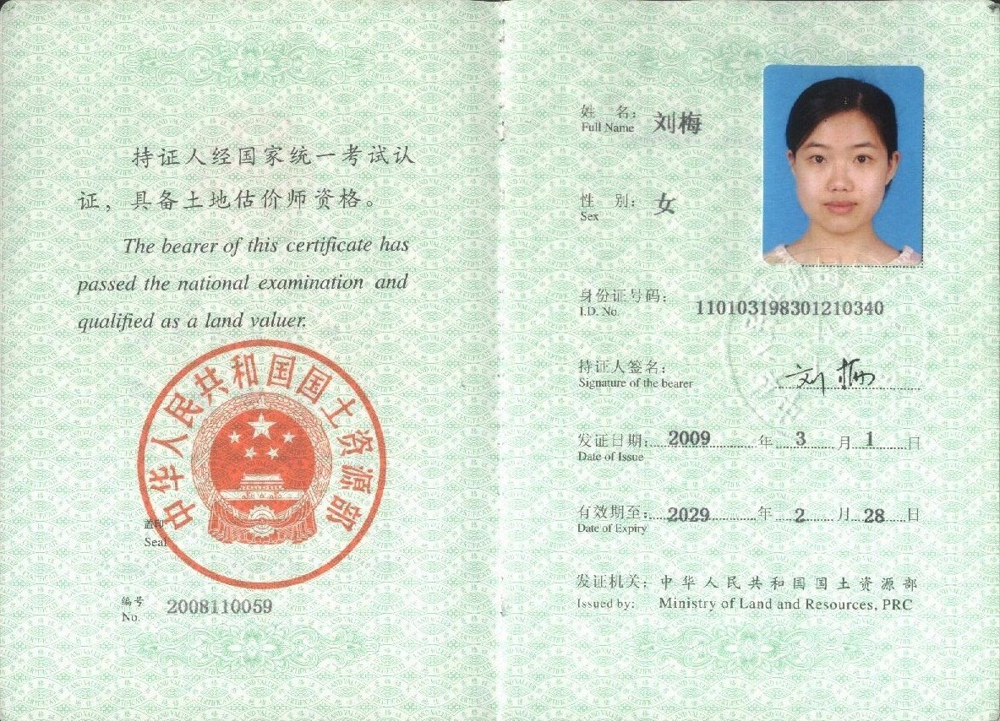 持证人经国家统一考试认
证，具备土地估价师资格。
The bearer of this certificate has
passed the national examination and
qualified as a land valuer.
中华人民共和国国土资源部
盖印
Seal
编号
No. 2008110059
姓 名： 刘梅
Full Name
性 别： 女
Sex
身份证号码：
I.D. No. 110103198301210340
持证人签名： 刘梅
Signature of the bearer
发证日期： 2009 年 3 月 1 日
Date of Issue
有效期至： 2029 年 2 月 28 日
Date of Expiry
发证机关： 中华人民共和国国土资源部
Issued by: Ministry of Land and Resources, PRC